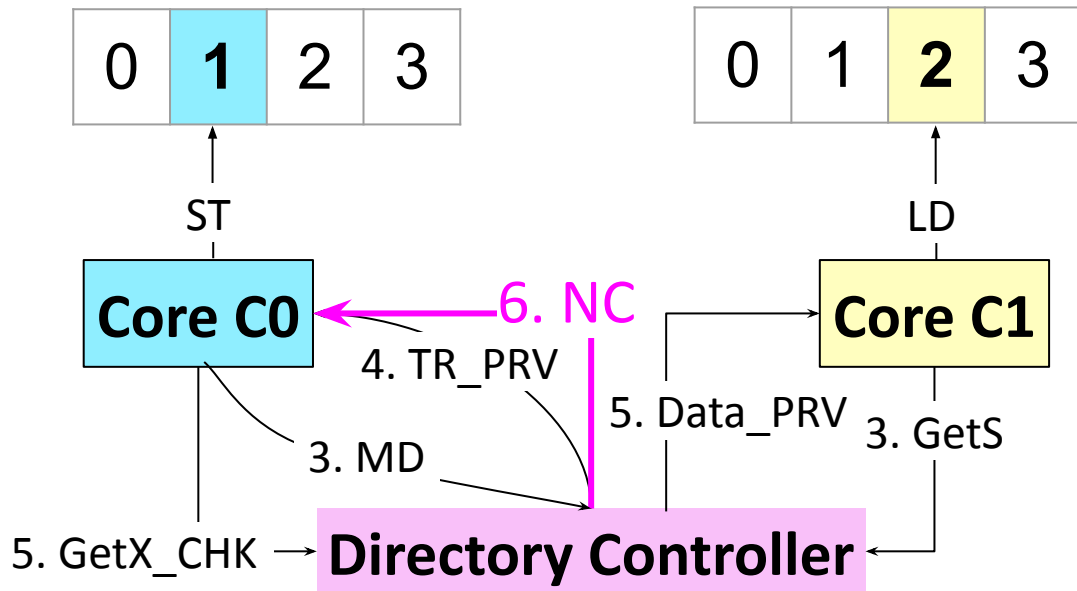 0 1 2 3
0 1 2 3
ST
LD
Core C0
6. NC
Core C1
4. TR_PRV
5. Data_PRV
3. GetS
3. MD
5. GetX_CHK
Directory Controller